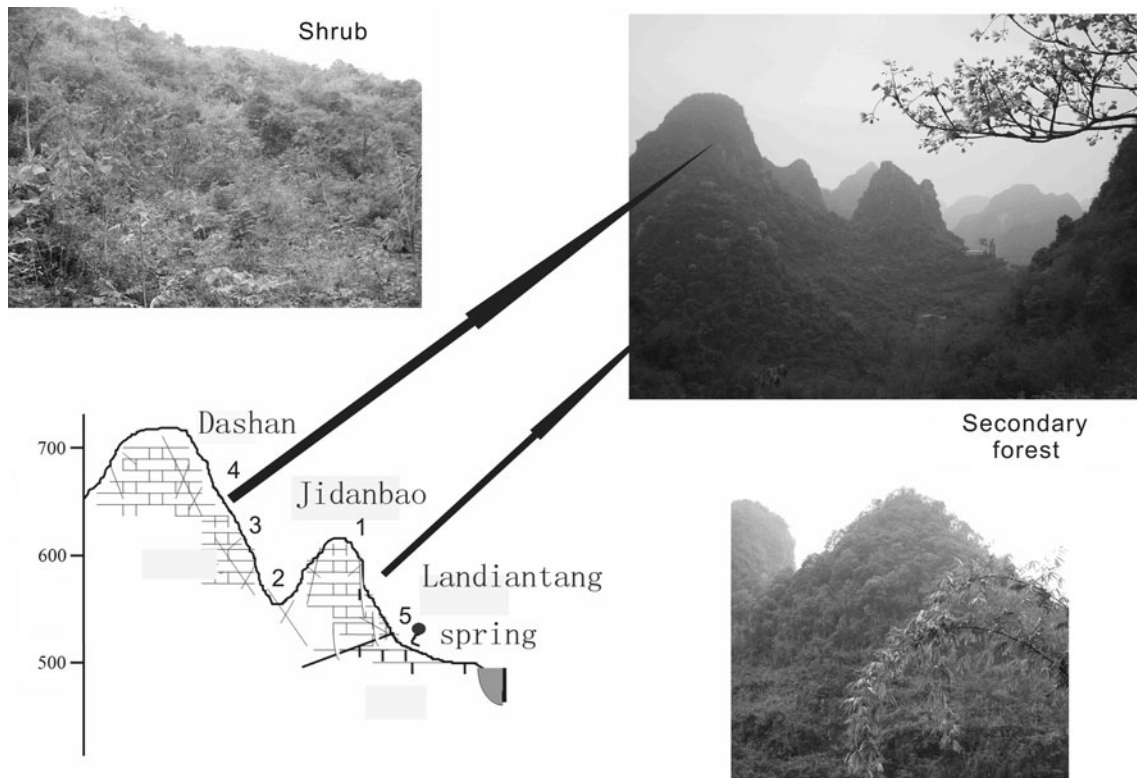 Shrub
Secondary
forest
Dashan
700
4
Jidanbao
3
1
600
2
Landiantang
5
spring
500